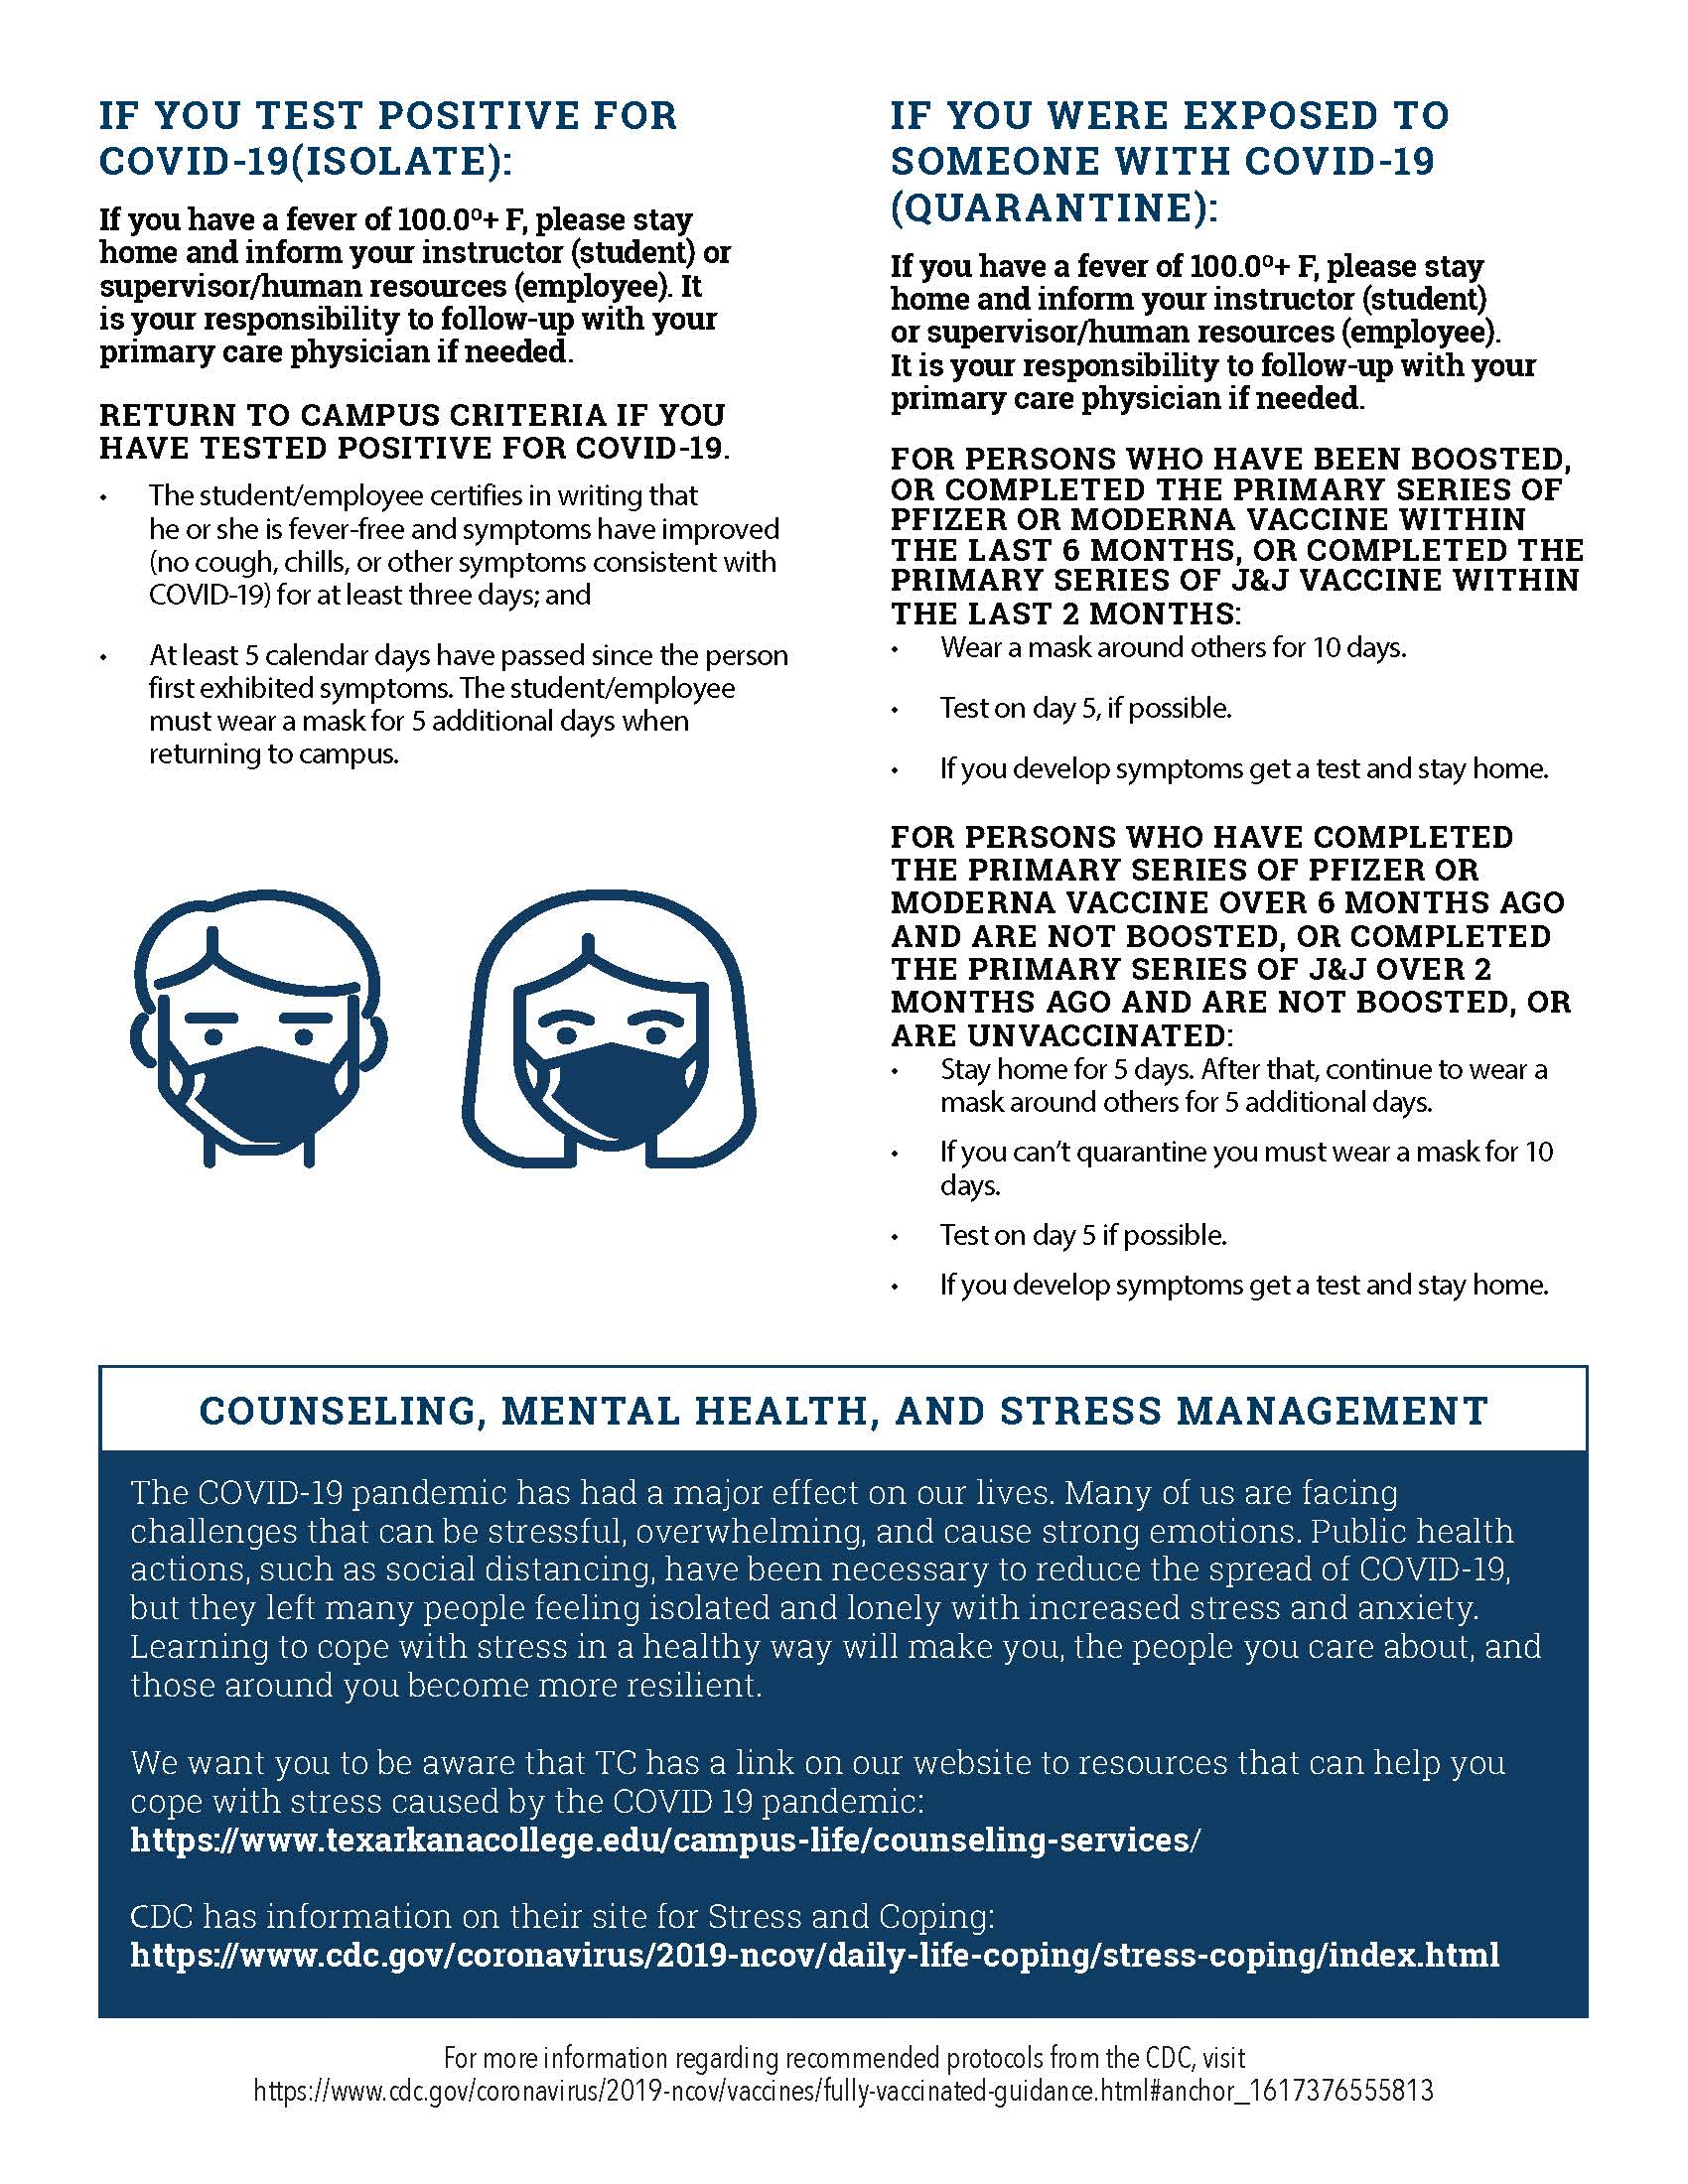 IF YOU TEST POSITIVE FOR
COVID-19(ISOLATE):
If you have a fever of 100.0º+ F, please stay
home and inform your instructor (student) or
supervisor/human resources (employee). It
is your responsibility to follow-up with your
primary care physician if needed.
RETURN TO CAMPUS CRITERIA IF YOU
HAVE TESTED POSITIVE FOR COVID-19.
• The student/employee certifies in writing that
he or she is fever-free and symptoms have improved
(no cough, chills, or other symptoms consistent with
COVID-19) for at least three days; and
• At least 5 calendar days have passed since the person
first exhibited symptoms. The student/employee
must wear a mask for 5 additional days when
returning to campus.
IF YOU WERE EXPOSED TO
SOMEONE WITH COVID-19
(QUARANTINE):
If you have a fever of 100.0º+ F, please stay
home and inform your instructor (student)
or supervisor/human resources (employee).
It is your responsibility to follow-up with your
primary care physician if needed.
FOR PERSONS WHO HAVE BEEN BOOSTED,
OR COMPLETED THE PRIMARY SERIES OF
PFIZER OR MODERNA VACCINE WITHIN
THE LAST 6 MONTHS, OR COMPLETED THE
PRIMARY SERIES OF J&J VACCINE WITHIN
THE LAST 2 MONTHS:
• Wear a mask around others for 10 days.
• Test on day 5, if possible.
• If you develop symptoms get a test and stay home.
FOR PERSONS WHO HAVE COMPLETED
THE PRIMARY SERIES OF PFIZER OR
MODERNA VACCINE OVER 6 MONTHS AGO
AND ARE NOT BOOSTED, OR COMPLETED
THE PRIMARY SERIES OF J&J OVER 2
MONTHS AGO AND ARE NOT BOOSTED, OR
ARE UNVACCINATED:
• Stay home for 5 days. After that, continue to wear a
mask around others for 5 additional days.
• If you can't quarantine you must wear a mask for 10
days.
• Test on day 5 if possible.
• If you develop symptoms get a test and stay home.
COUNSELING, MENTAL HEALTH, AND STRESS MANAGEMENT
The COVID-19 pandemic has had a major effect on our lives. Many of us are facing
challenges that can be stressful, overwhelming, and cause strong emotions. Public health
actions, such as social distancing, have been necessary to reduce the spread of COVID-19,
but they left many people feeling isolated and lonely with increased stress and anxiety.
Learning to cope with stress in a healthy way will make you, the people you care about, and
those around you become more resilient.
We want you to be aware that TC has a link on our website to resources that can help you
cope with stress caused by the COVID 19 pandemic:
https://www.texarkanacollege.edu/campus-life/counseling-services/
CDC has information on their site for Stress and Coping:
https://www.cdc.gov/coronavirus/2019-ncov/daily-life-coping/stress-coping/index.html
For more information regarding recommended protocols from the CDC, visit
https://www.cdc.gov/coronavirus/2019-ncov/vaccines/fully-vaccinated-guidance.html#anchor_1617376555813